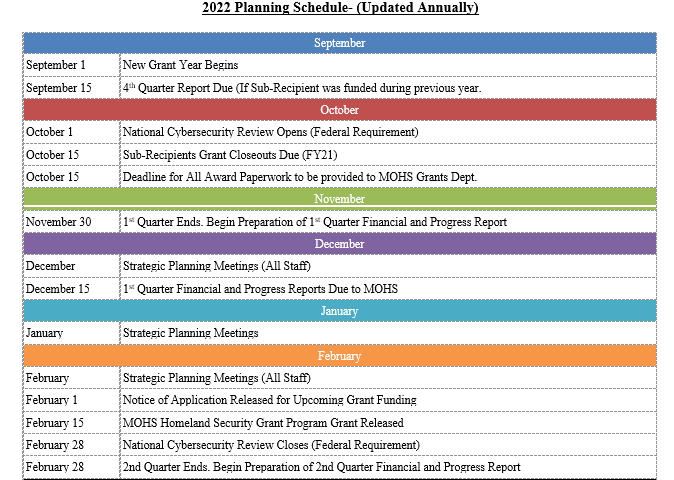 2022 Planning Schedule- (Updated Annually)
September
September 1 New Grant Year Begins
September 15 4th Quarter Report Due (If Sub-Recipient was funded during previous year.
October
October 1 National Cybersecurity Review Opens (Federal Requirement)
October 15 Sub-Recipients Grant Closeouts Due (FY21)
October 15 Deadline for All Award Paperwork to be provided to MOHS Grants Dept.
November
November 30 1st Quarter Ends. Begin Preparation of 1st Quarter Financial and Progress Report
December
December Strategic Planning Meetings (All Staff)
December 15 1st Quarter Financial and Progress Reports Due to MOHS
January
January Strategic Planning Meetings
February
February Strategic Planning Meetings (All Staff)
February 1 Notice of Application Released for Upcoming Grant Funding
February 15 MOHS Homeland Security Grant Program Grant Released
February 28 National Cybersecurity Review Closes (Federal Requirement)
February 28 2nd Quarter Ends. Begin Preparation of 2nd Quarter Financial and Progress Report